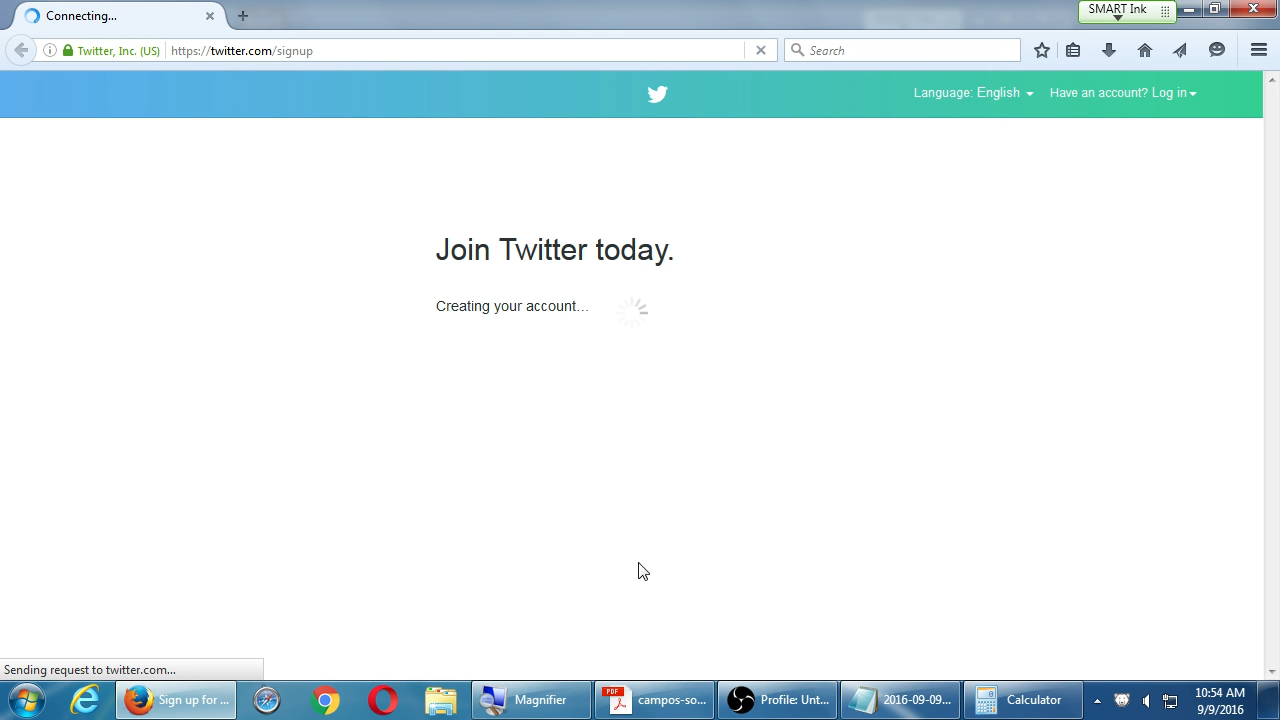 Connecting...
SMART Ink
Twitter, Inc. (US)
https://twitter.com/signup
Search
Language: English
Have an account? Log in
Join Twitter today.
Creating your account...
Sending request to twitter.com...
Sign up for ...
Magnifier
PDF
campos-so...
Profile: Unt...
2016-09-09...
Calculator
10:54 AM
9/9/2016